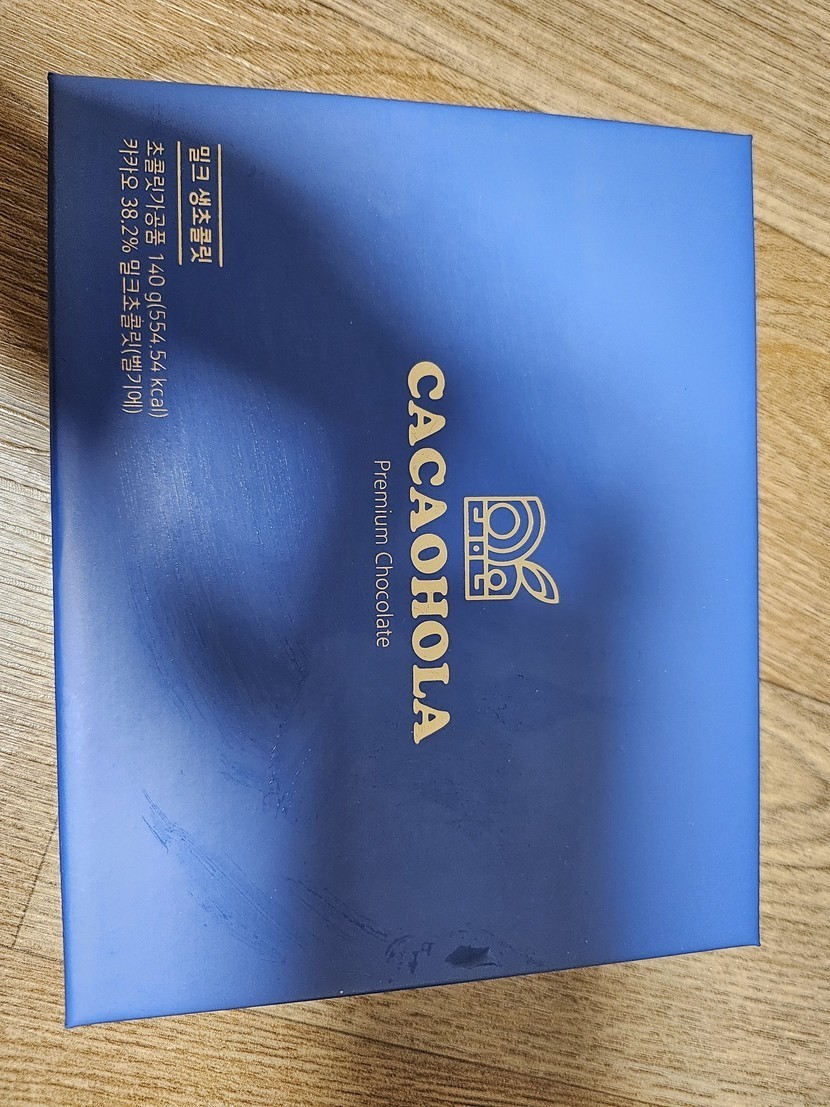 CACAOHOLA
Premium Chocolate
밀크 생초콜릿
초콜릿가공품 140 g(554.54 kcal)
카카오 38.2% 밀크초콜릿(벨기에)